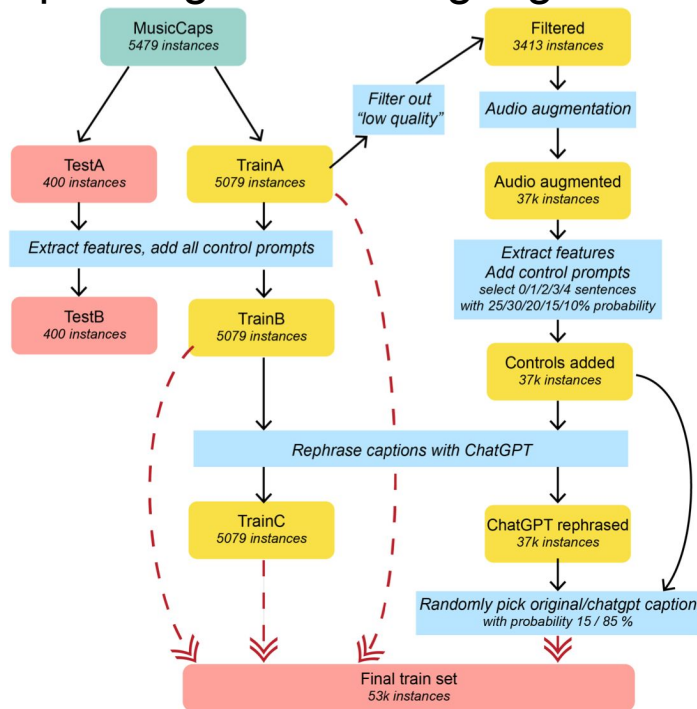 MusicCaps
5479 instances
Filtered
3413 instances
Filter out
“low quality”
Audio augmentation
TestA
400 instances
TrainA
5079 instances
Audio augmented
37k instances
Extract features, add all control prompts
Extract features
Add control prompts
select 0/1/2/3/4 sentences
with 25/30/20/15/10% probability
TestB
400 instances
TrainB
5079 instances
Controls added
37k instances
Rephrase captions with ChatGPT
TrainC
5079 instances
ChatGPT rephrased
37k instances
Randomly pick original/chatgpt caption
with probability 15 / 85 %
Final train set
53k instances